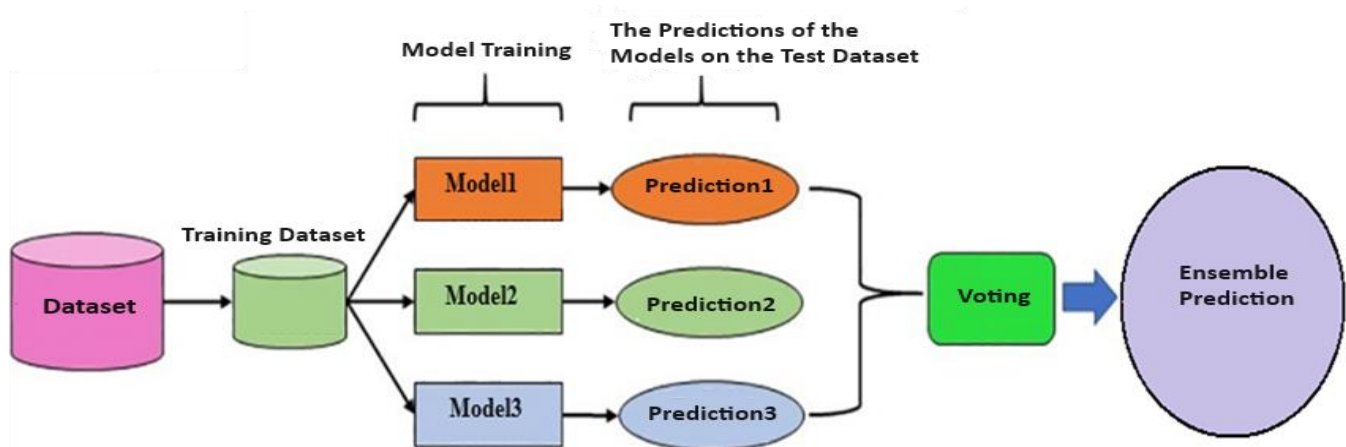 Model Training
The Predictions of the
Models on the Test Dataset
Dataset
Training Dataset
Model1
Prediction1
Model2
Prediction2
Model3
Prediction3
Voting
Ensemble
Prediction